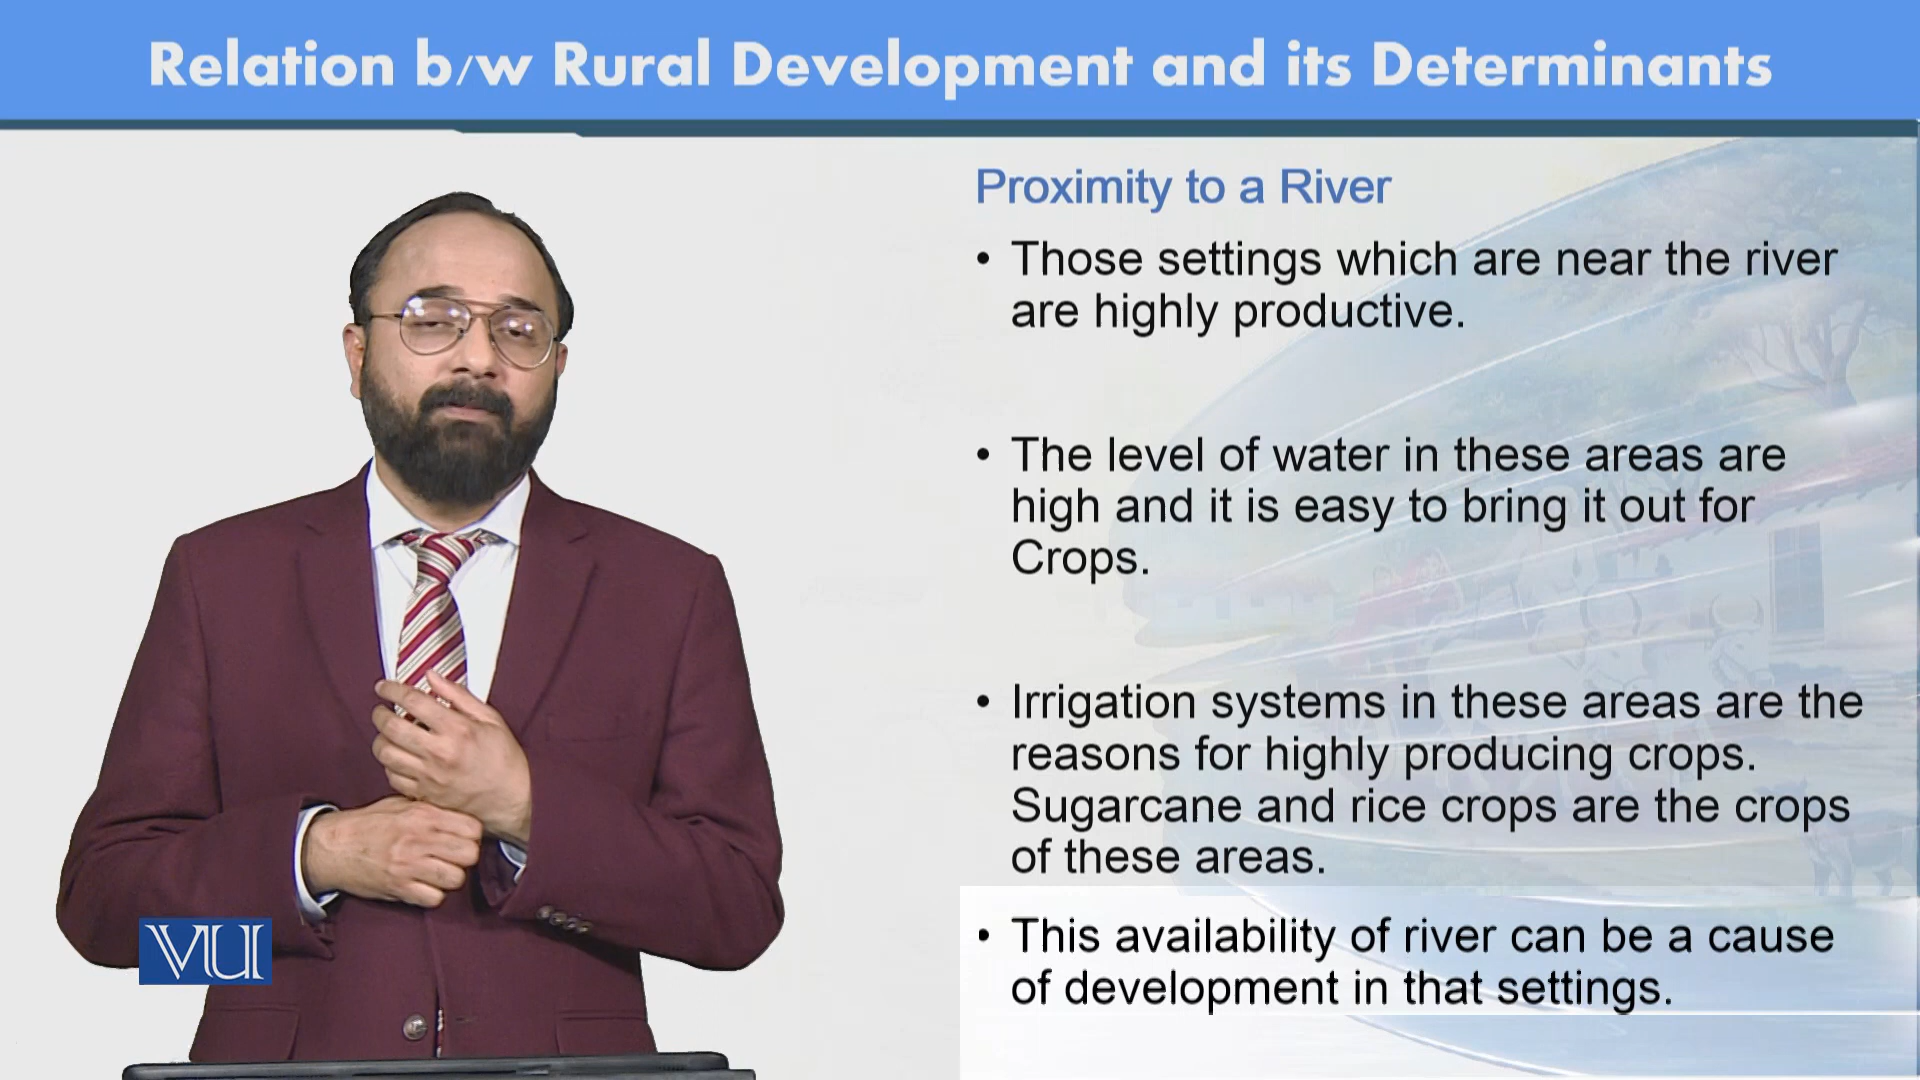 Relation b/w Rural Development and its Determinants
Proximity to a River
• Those settings which are near the river
are highly productive.
• The level of water in these areas are
high and it is easy to bring it out for
Crops.
• Irrigation systems in these areas are the
reasons for highly producing crops.
Sugarcane and rice crops are the crops
of these areas.
• This availability of river can be a cause
of development in that settings.
VU